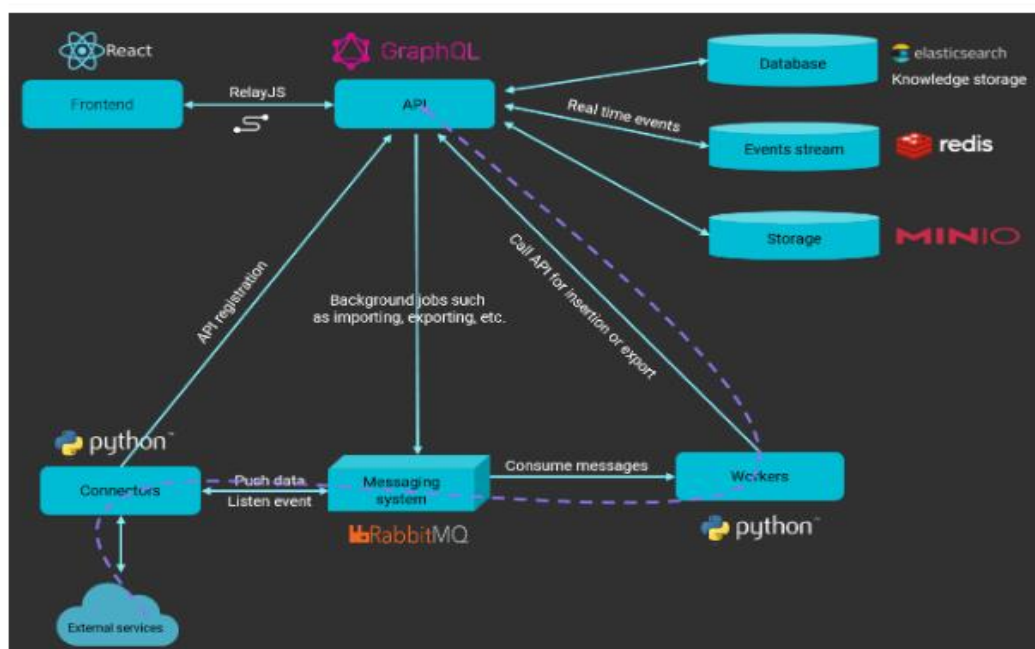 React
GraphQL
elasticsearch
Knowledge storage
Database
Frontend
RelayJS
API
Real time events
Events stream
redis
Storage
MINIO
API registration
Background jobs such
as importing, exporting, etc.
Call API for insertion or export
python™
Connectors
Push data
Listen event
Messaging
system
RabbitMQ
Consume messages
Workers
python™
External services